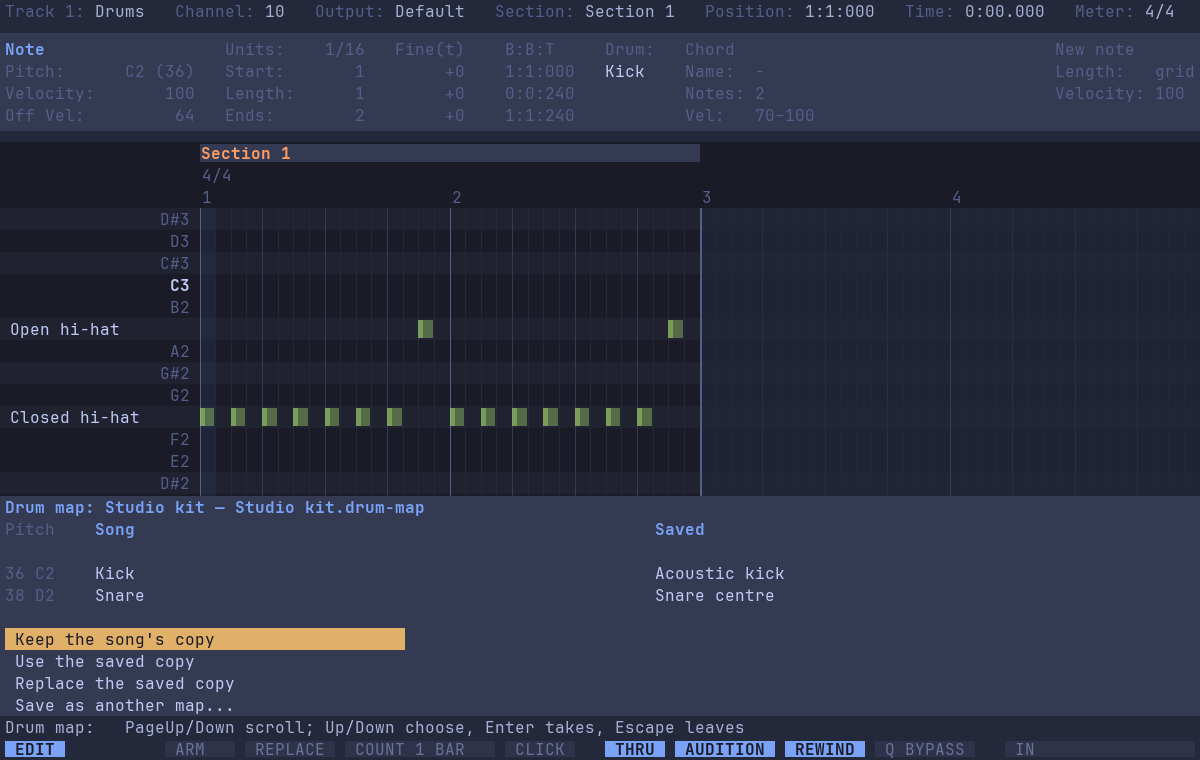 Track 1: Drums Channel: 10 Output: Default Section: Section 1 Position: 1:1:000 Time: 0:00.000 Meter: 4/4
Note Units: 1/16 Fine(t) B:B:T Drum: Chord New note
Pitch: C2 (36) Start: 1 +0 1:1:000 Kick Name: - Length: grid
Velocity: 100 Length: 1 +0 0:0:240 Notes: 2 Velocity: 100
Off Vel: 64 Ends: 2 +0 1:1:240 Vel: 70-100
Section 1
4/4
1 2 3 4
D#3
D3
C#3
C3
B2
Open hi-hat
A2
G#2
G2
Closed hi-hat
F2
E2
D#2
Drum map: Studio kit — Studio kit.drum-map
Pitch Song Saved
36 C2 Kick Acoustic kick
38 D2 Snare Snare centre
Keep the song's copy
Use the saved copy
Replace the saved copy
Save as another map...
Drum map: PageUp/Down scroll; Up/Down choose, Enter takes, Escape leaves
EDIT ARM REPLACE COUNT 1 BAR CLICK THRU AUDITION REWIND Q BYPASS IN